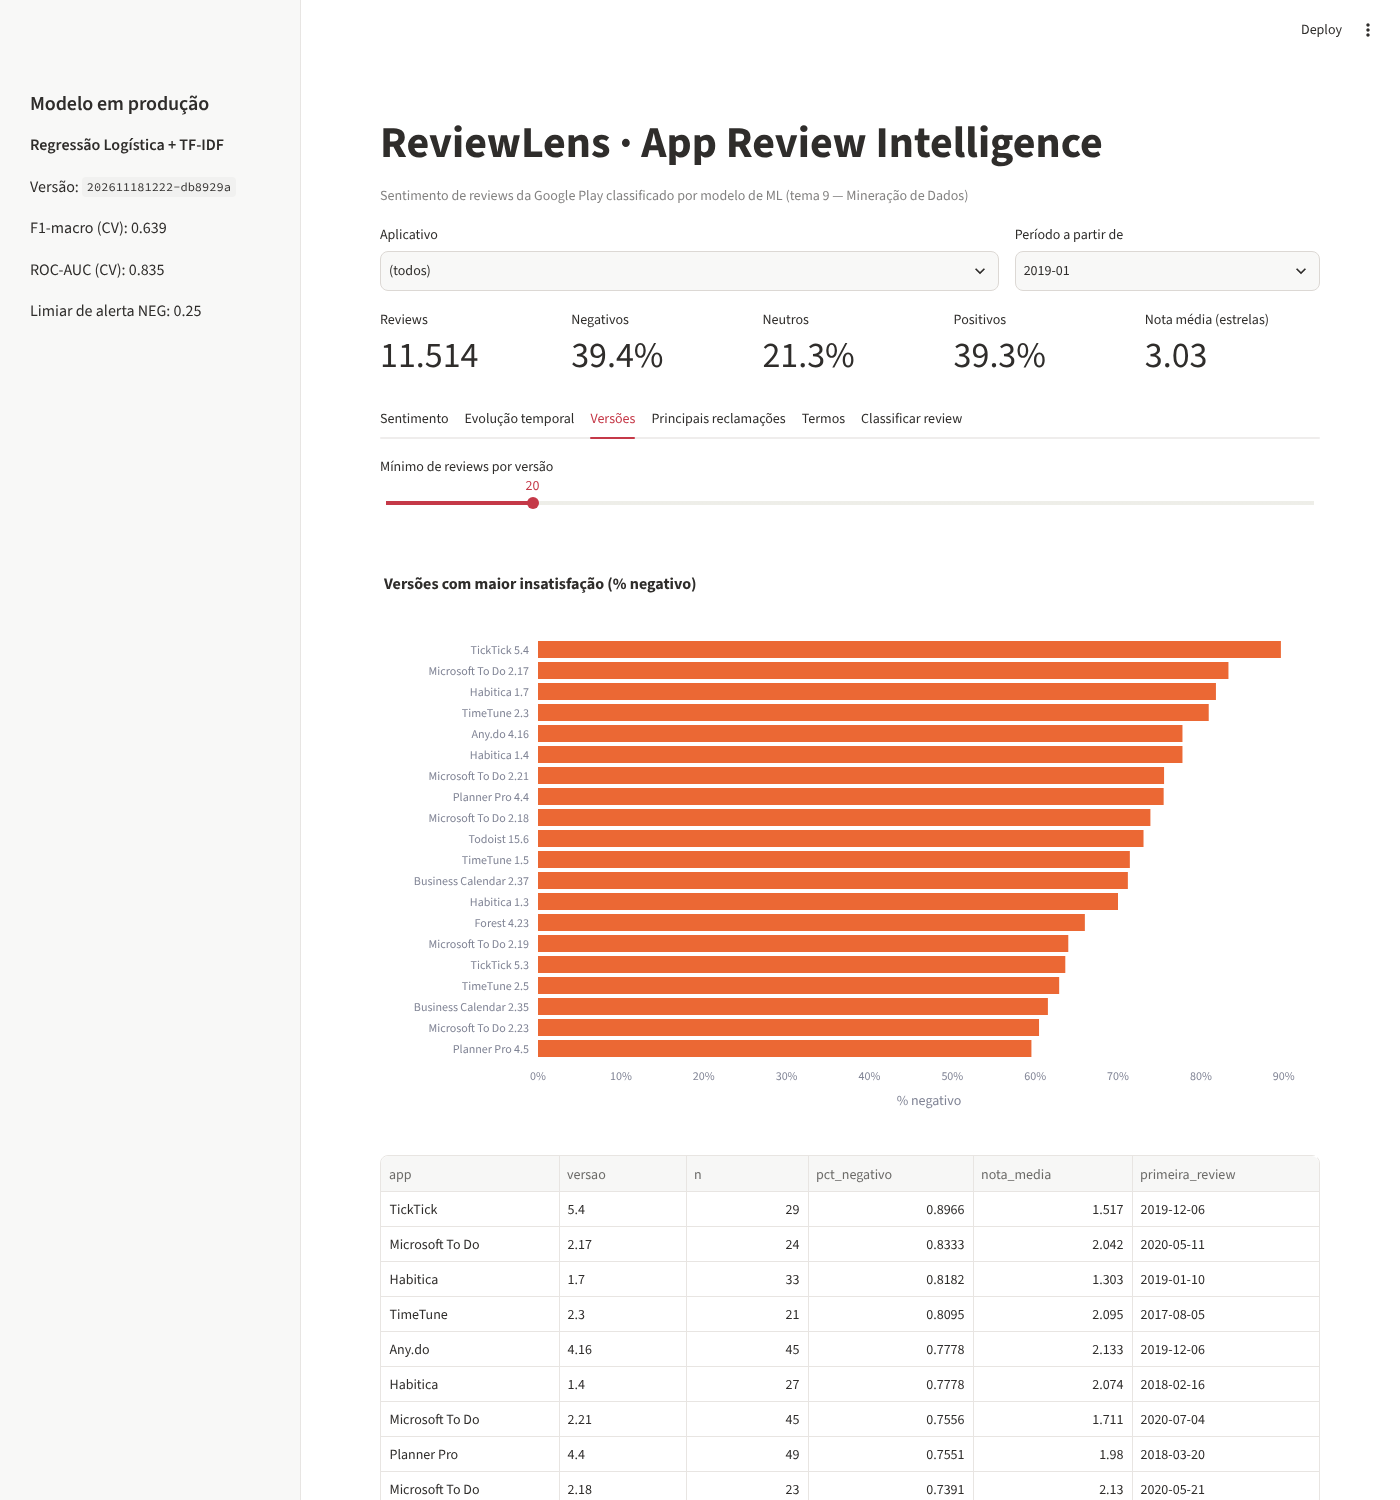 Deploy
Modelo em produção
Regressão Logística + TF-IDF
Versão: 202611181222-db8929a
F1-macro (CV): 0.639
ROC-AUC (CV): 0.835
Limiar de alerta NEG: 0.25
ReviewLens · App Review Intelligence
Sentimento de reviews da Google Play classificado por modelo de ML (tema 9 — Mineração de Dados)
Aplicativo Período a partir de
(todos) 2019-01
Reviews Negativos Neutros Positivos Nota média (estrelas)
11.514 39.4% 21.3% 39.3% 3.03
Sentimento Evolução temporal Versões Principais reclamações Termos Classificar review
Mínimo de reviews por versão
20
Versões com maior insatisfação (% negativo)
TickTick 5.4
Microsoft To Do 2.17
Habitica 1.7
TimeTune 2.3
Any.do 4.16
Habitica 1.4
Microsoft To Do 2.21
Planner Pro 4.4
Microsoft To Do 2.18
Todoist 15.6
TimeTune 1.5
Business Calendar 2.37
Habitica 1.3
Forest 4.23
Microsoft To Do 2.19
TickTick 5.3
TimeTune 2.5
Business Calendar 2.35
Microsoft To Do 2.23
Planner Pro 4.5
0% 10% 20% 30% 40% 50% 60% 70% 80% 90%
% negativo
app versao n pct_negativo nota_media primeira_review
TickTick 5.4 29 0.8966 1.517 2019-12-06
Microsoft To Do 2.17 24 0.8333 2.042 2020-05-11
Habitica 1.7 33 0.8182 1.303 2019-01-10
TimeTune 2.3 21 0.8095 2.095 2017-08-05
Any.do 4.16 45 0.7778 2.133 2019-12-06
Habitica 1.4 27 0.7778 2.074 2018-02-16
Microsoft To Do 2.21 45 0.7556 1.711 2020-07-04
Planner Pro 4.4 49 0.7551 1.98 2018-03-20
Microsoft To Do 2.18 23 0.7391 2.13 2020-05-21